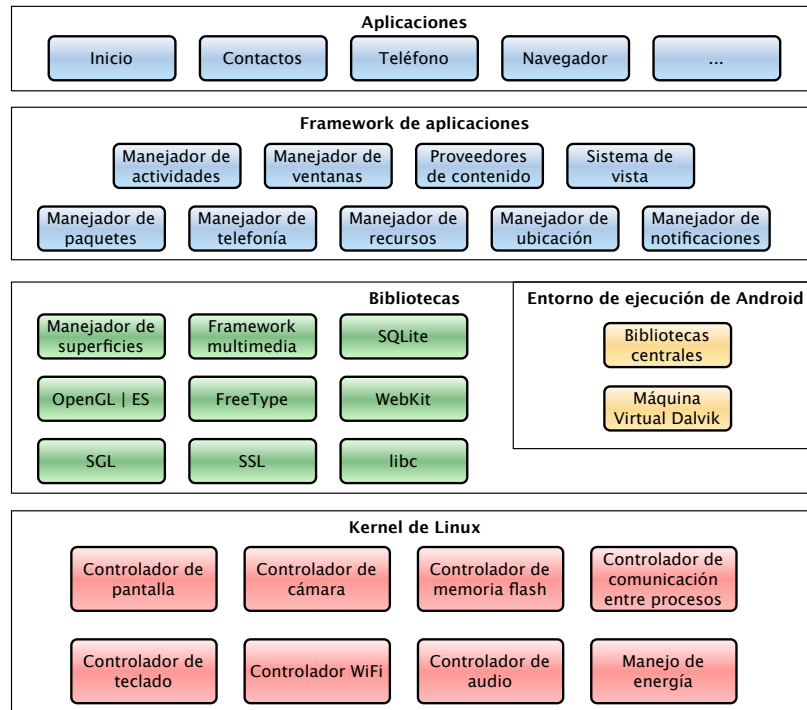 Aplicaciones
Inicio
Contactos
Teléfono
Navegador
...
Framework de aplicaciones
Manejador de
actividades
Manejador de
ventanas
Proveedores
de contenido
Sistema de
vista
Manejador de
paquetes
Manejador de
telefonía
Manejador de
recursos
Manejador de
ubicación
Manejador de
notificaciones
Bibliotecas
Manejador de
superficies
Framework
multimedia
SQLite
OpenGL | ES
FreeType
WebKit
SGL
SSL
libc
Entorno de ejecución de Android
Bibliotecas
centrales
Máquina
Virtual Dalvik
Kernel de Linux
Controlador de
pantalla
Controlador de
cámara
Controlador de
memoria flash
Controlador de
comunicación
entre procesos
Controlador de
teclado
Controlador WiFi
Controlador de
audio
Manejo de
energía